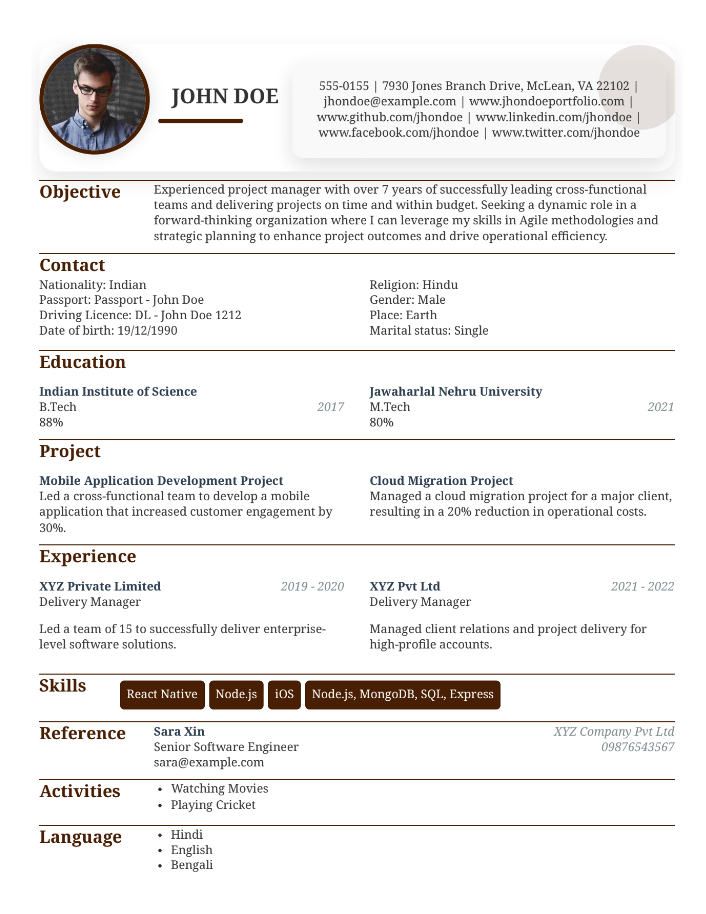 JOHN DOE
555-0155 | 7930 Jones Branch Drive, McLean, VA 22102 |
jhondoe@example.com | www.jhondoeportfolio.com |
www.github.com/jhondoe | www.linkedin.com/jhondoe |
www.facebook.com/jhondoe | www.twitter.com/jhondoe
Objective
Experienced project manager with over 7 years of successfully leading cross-functional
teams and delivering projects on time and within budget. Seeking a dynamic role in a
forward-thinking organization where I can leverage my skills in Agile methodologies and
strategic planning to enhance project outcomes and drive operational efficiency.
Contact
Nationality: Indian
Passport: Passport - John Doe
Driving Licence: DL - John Doe 1212
Date of birth: 19/12/1990
Religion: Hindu
Gender: Male
Place: Earth
Marital status: Single
Education
Indian Institute of Science
B.Tech 2017
88%
Jawaharlal Nehru University
M.Tech 2021
80%
Project
Mobile Application Development Project
Led a cross-functional team to develop a mobile
application that increased customer engagement by
30%.
Cloud Migration Project
Managed a cloud migration project for a major client,
resulting in a 20% reduction in operational costs.
Experience
XYZ Private Limited 2019 - 2020
Delivery Manager
Led a team of 15 to successfully deliver enterprise-
level software solutions.
XYZ Pvt Ltd 2021 - 2022
Delivery Manager
Managed client relations and project delivery for
high-profile accounts.
Skills
React Native Node.js iOS Node.js, MongoDB, SQL, Express
Reference
Sara Xin XYZ Company Pvt Ltd
Senior Software Engineer 09876543567
sara@example.com
Activities
• Watching Movies
• Playing Cricket
Language
• Hindi
• English
• Bengali